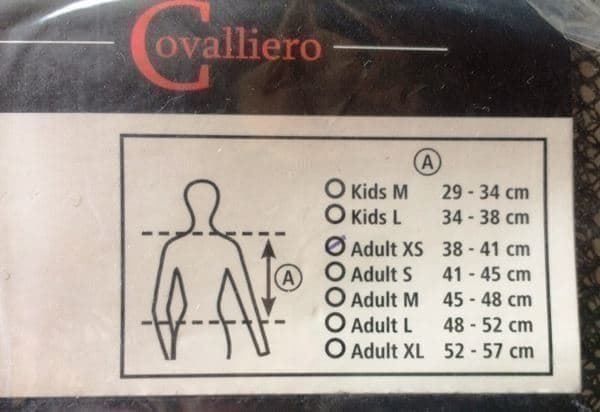 Covalliero
A
Kids M 29 - 34 cm
Kids L 34 - 38 cm
Adult XS 38 - 41 cm
A
Adult S 41 - 45 cm
Adult M 45 - 48 cm
Adult L 48 - 52 cm
Adult XL 52 - 57 cm